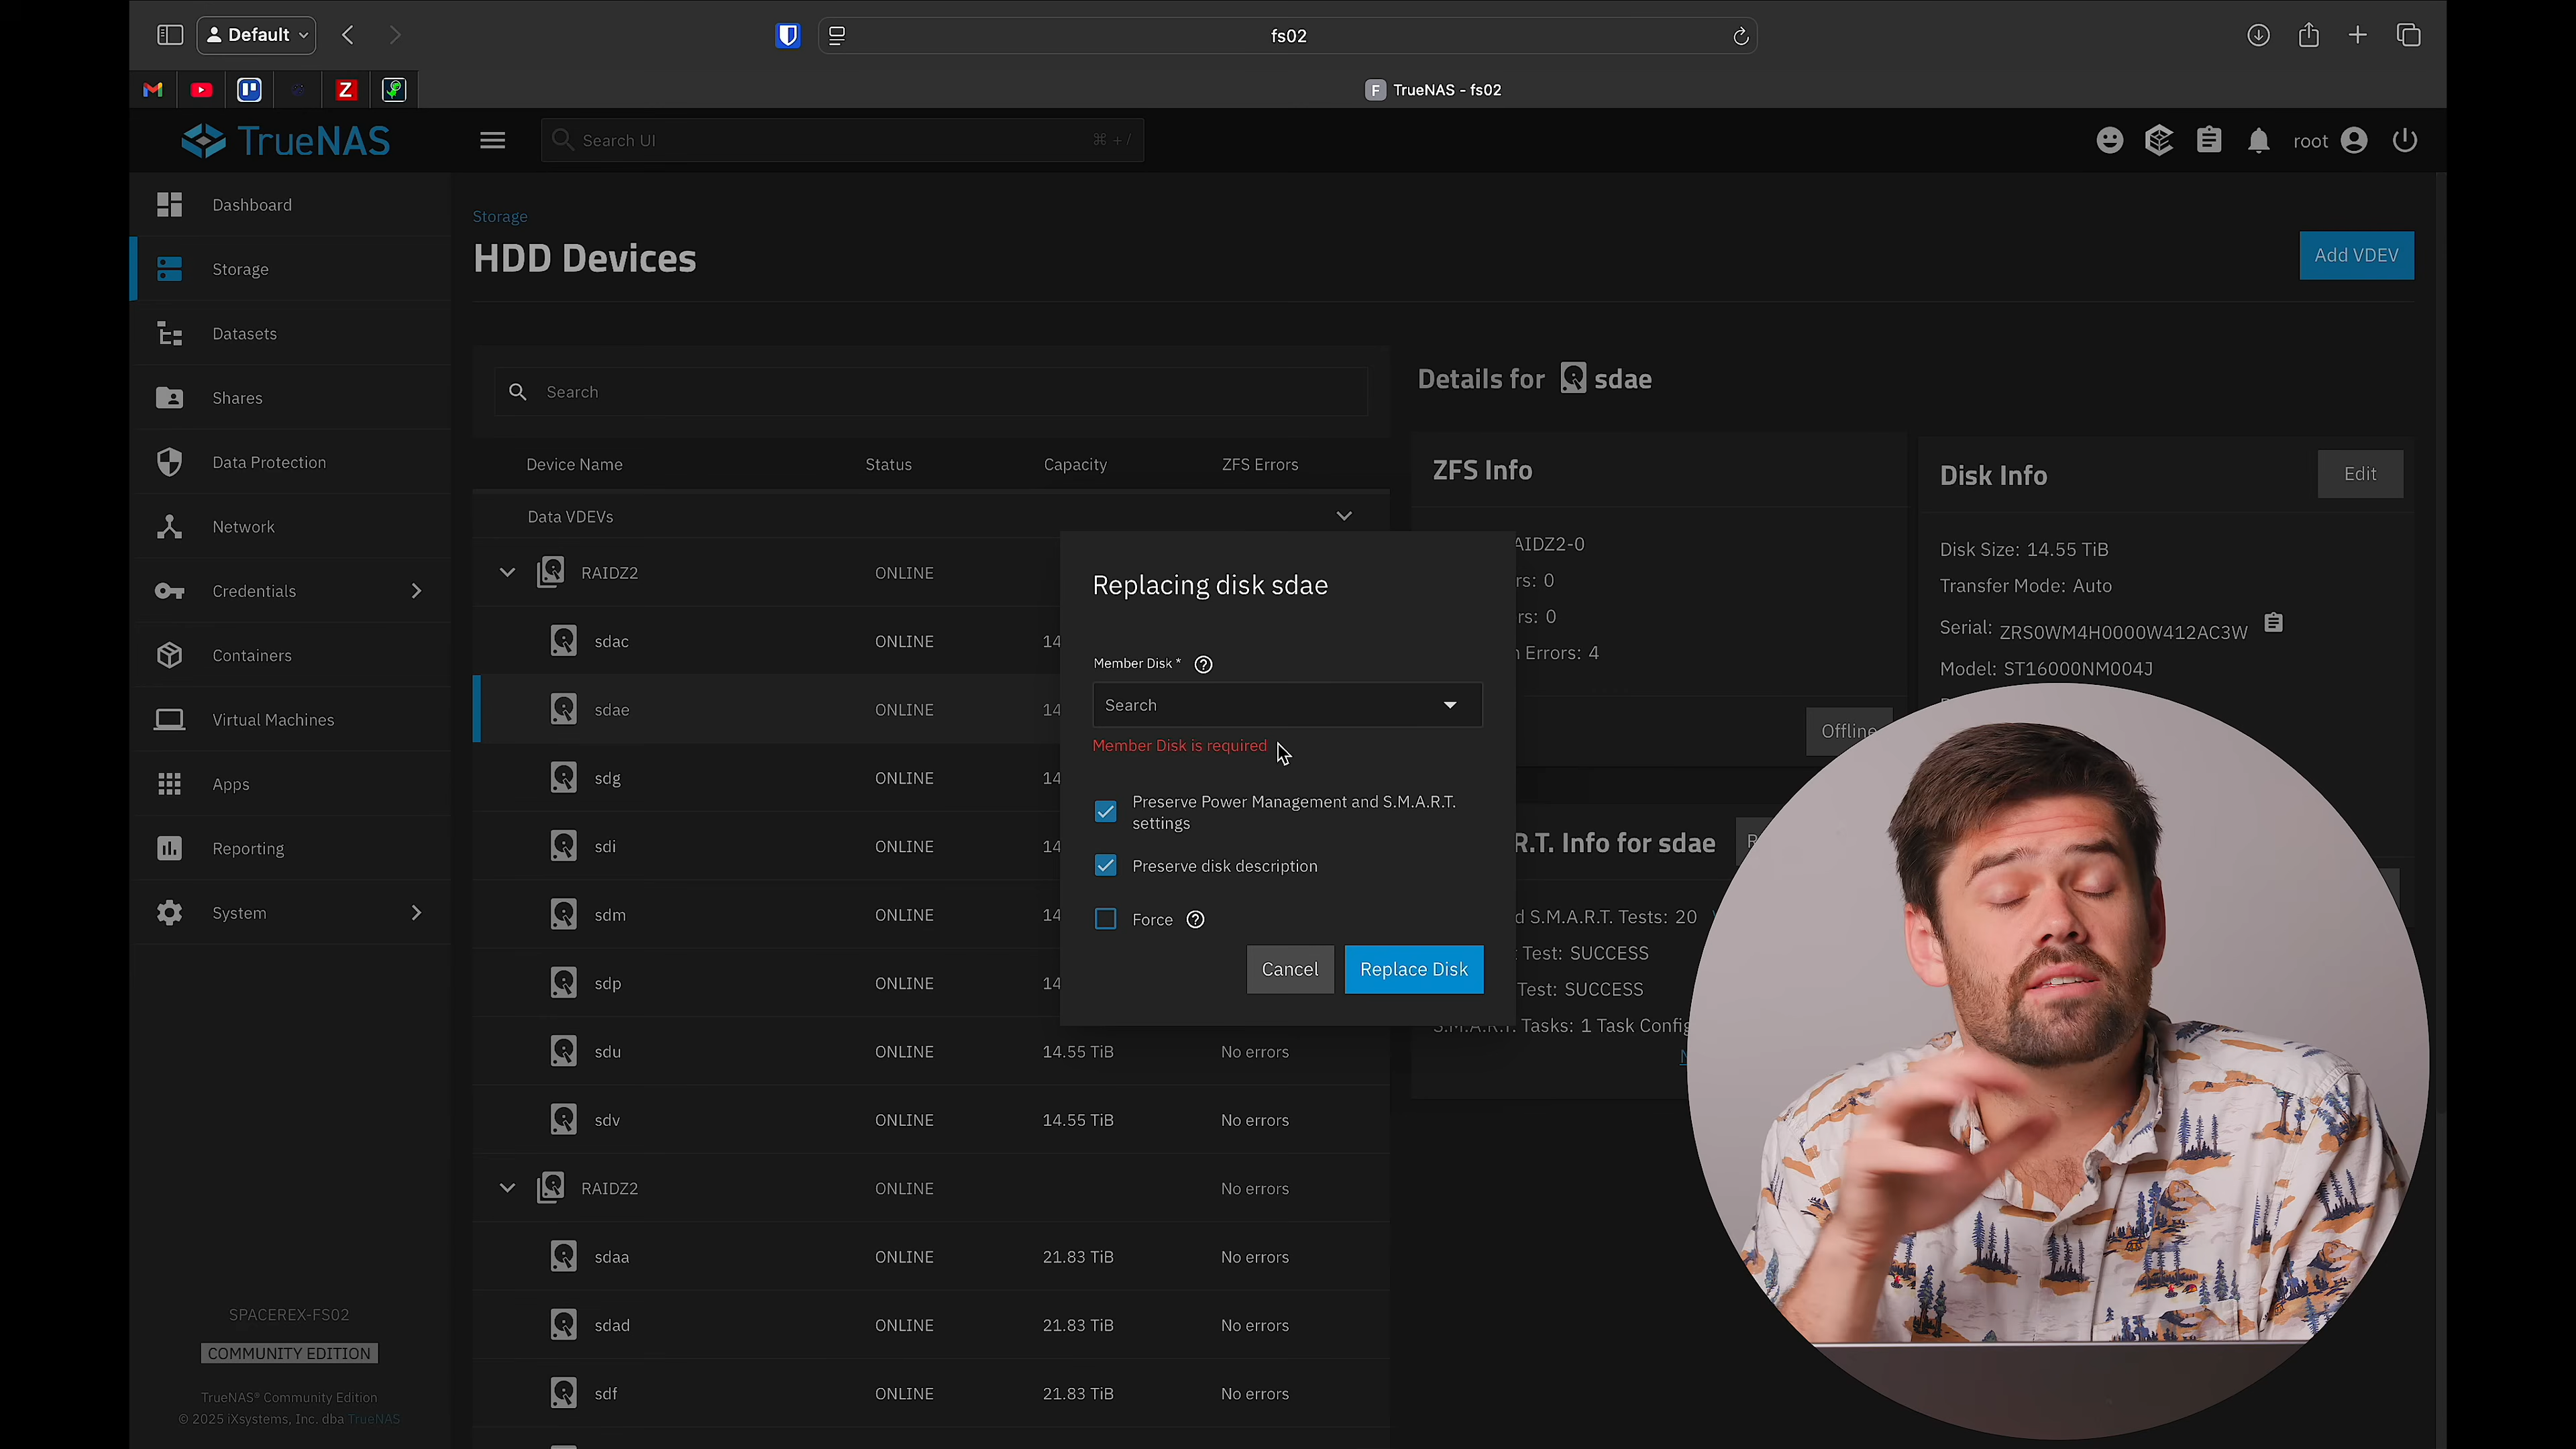 Default
fs02
TrueNAS - fs02
TrueNAS
Search UI
⌘ + /
root
Dashboard
Storage
Datasets
Shares
Data Protection
Network
Credentials
Containers
Virtual Machines
Apps
Reporting
System
SPACEREX-FS02
COMMUNITY EDITION
TrueNAS® Community Edition
© 2025 iXsystems, Inc. dba TrueNAS
Storage
HDD Devices
Add VDEV
Search
Device Name Status Capacity ZFS Errors
Data VDEVs
RAIDZ2 ONLINE
sdac ONLINE 14
sdae ONLINE 14
sdg ONLINE 14
sdi ONLINE 14
sdm ONLINE 14
sdp ONLINE 14
sdu ONLINE 14.55 TiB No errors
sdv ONLINE 14.55 TiB No errors
RAIDZ2 ONLINE No errors
sdaa ONLINE 21.83 TiB No errors
sdad ONLINE 21.83 TiB No errors
sdf ONLINE 21.83 TiB No errors
Replacing disk sdae
Member Disk *
Search
Member Disk is required
Preserve Power Management and S.M.A.R.T.
settings
Preserve disk description
Force
Cancel
Replace Disk
Details for sdae
ZFS Info
AIDZ2-0
rs: 0
rs: 0
Errors: 4
Offline
Disk Info
Edit
Disk Size: 14.55 TiB
Transfer Mode: Auto
Serial: ZRS0WM4H0000W412AC3W
Model: ST16000NM004J
R.T. Info for sdae
d S.M.A.R.T. Tests: 20
Test: SUCCESS
Test: SUCCESS
S.M.A.R.T. Tasks: 1 Task Config